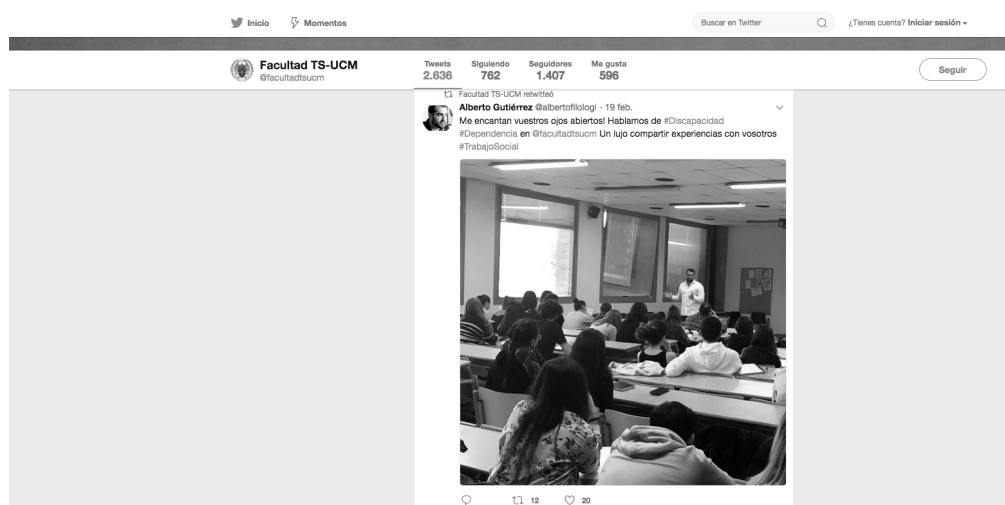 Inicio
Momentos
Buscar en Twitter
¿Tienes cuenta? Iniciar sesión
Facultad TS-UCM
@facultadtsucm
Tweets
2.636
Siguiendo
762
Seguidores
1.407
Me gusta
596
Seguir
Facultad TS-UCM retwitteó
Alberto Gutiérrez @albertofilologi · 19 feb.
Me encantan vuestros ojos abiertos! Hablamos de #Discapacidad
#Dependencia en @facultadtsucm Un lujo compartir experiencias con vosotros
#TrabajoSocial
12
20